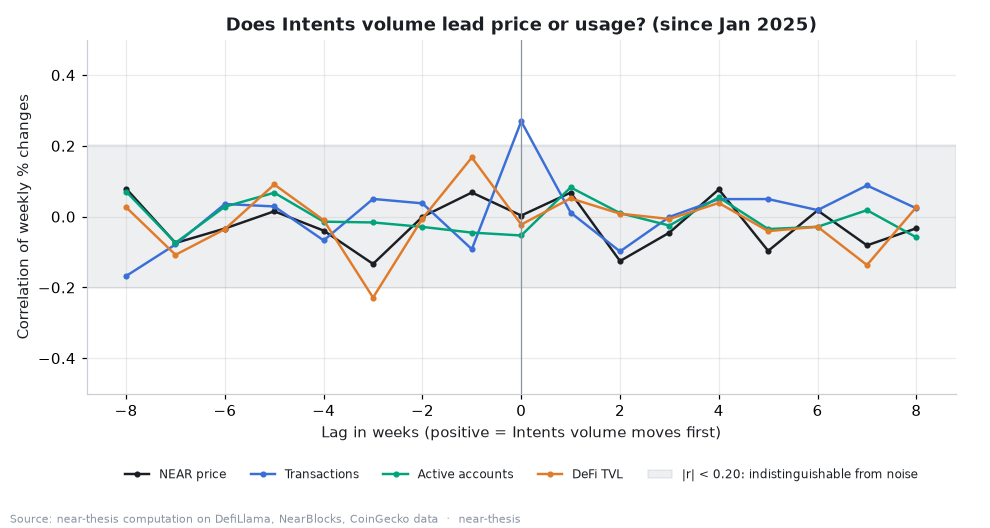 Does Intents volume lead price or usage? (since Jan 2025)
Correlation of weekly % changes
0.4
0.2
0.0
−0.2
−0.4
−8 −6 −4 −2 0 2 4 6 8
Lag in weeks (positive = Intents volume moves first)
NEAR price Transactions Active accounts DeFi TVL |r| < 0.20: indistinguishable from noise
Source: near-thesis computation on DefiLlama, NearBlocks, CoinGecko data · near-thesis